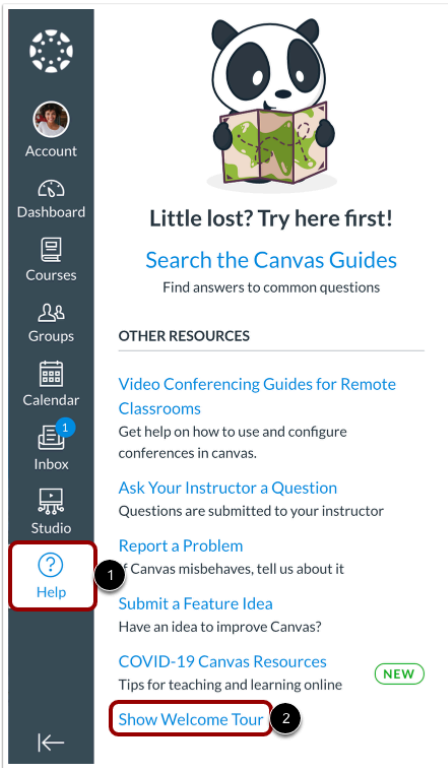 Account
Dashboard
Courses
Groups
Calendar
1
Inbox
Studio
Help
1
Little lost? Try here first!
Search the Canvas Guides
Find answers to common questions
OTHER RESOURCES
Video Conferencing Guides for Remote
Classrooms
Get help on how to use and configure
conferences in canvas.
Ask Your Instructor a Question
Questions are submitted to your instructor
Report a Problem
If Canvas misbehaves, tell us about it
Submit a Feature Idea
Have an idea to improve Canvas?
COVID-19 Canvas Resources
NEW
Tips for teaching and learning online
Show Welcome Tour
2